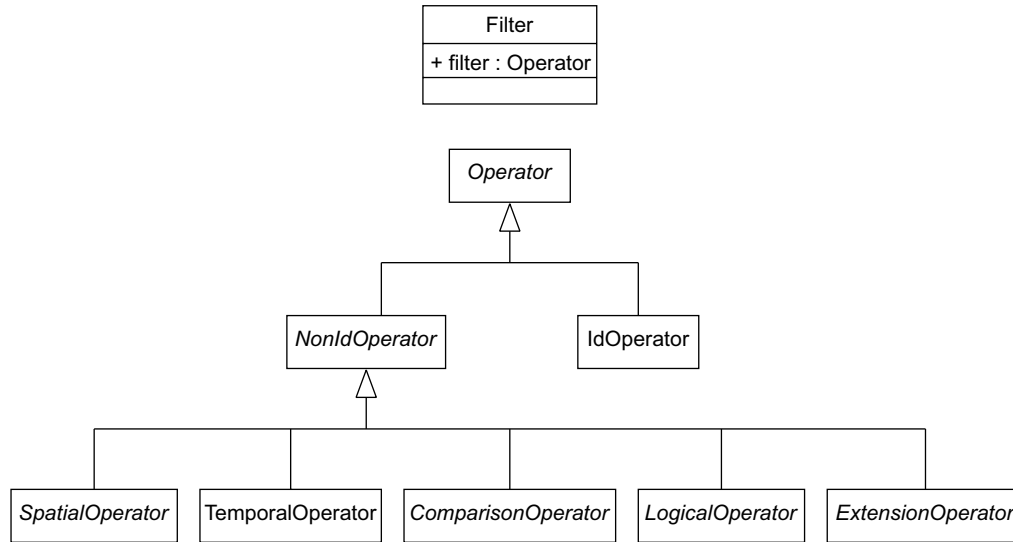 Filter
+ filter : Operator
Operator
NonIdOperator
IdOperator
SpatialOperator
TemporalOperator
ComparisonOperator
LogicalOperator
ExtensionOperator